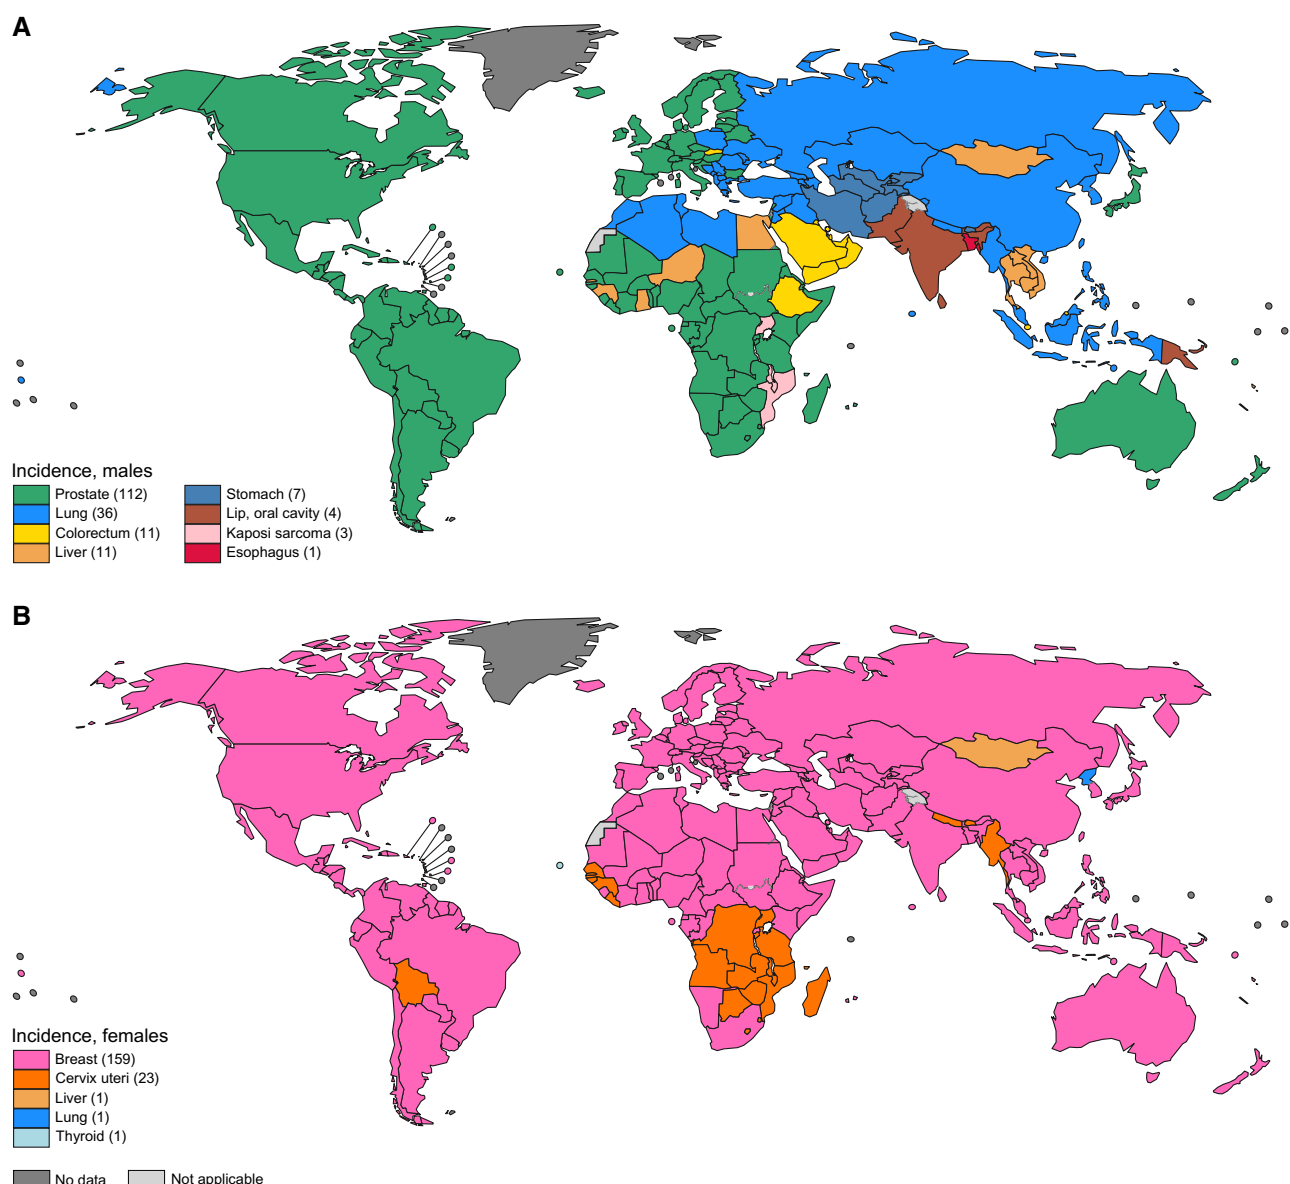 A
Incidence, males
Prostate (112)
Lung (36)
Colorectum (11)
Liver (11)
Stomach (7)
Lip, oral cavity (4)
Kaposi sarcoma (3)
Esophagus (1)
B
Incidence, females
Breast (159)
Cervix uteri (23)
Liver (1)
Lung (1)
Thyroid (1)
No data
Not applicable